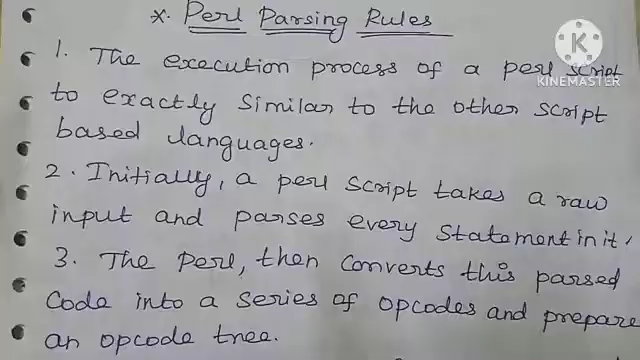 *. Perl Parsing Rules
1. The execution process of a perl script
to exactly similar to the other script
based languages.
2. Initially, a perl script takes a raw
input and parses every statement in it,
3. The perl, then converts this parsed
code into a series of opcodes and prepare
an opcode tree.
K
KINEMASTER